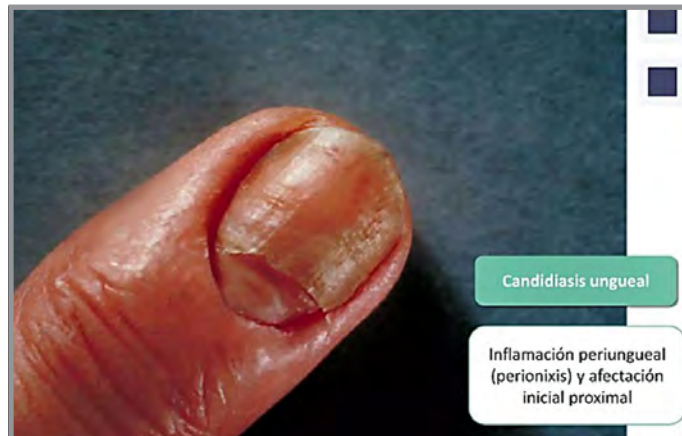 Candidiasis ungueal
Inflamación periungueal
(perionixis) y afectación
inicial proximal